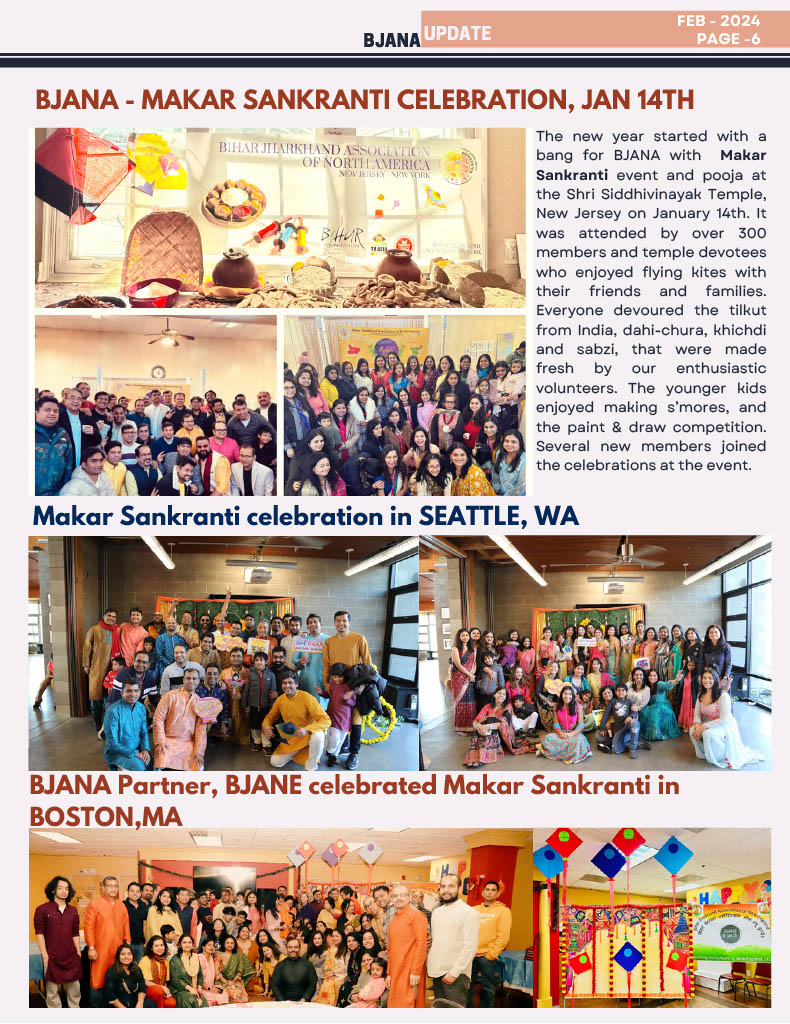 BJANA UPDATE
FEB - 2024
PAGE -6
BJANA - MAKAR SANKRANTI CELEBRATION, JAN 14TH
BIHAR JHARKHAND ASSOCIATION
OF NORTH AMERICA
NEW JERSEY NEW YORK
BIHAR
FOUNDATION
TV ASIA
The new year started with a
bang for BJANA with Makar
Sankranti event and pooja at
the Shri Siddhivinayak Temple,
New Jersey on January 14th. It
was attended by over 300
members and temple devotees
who enjoyed flying kites with
their friends and families.
Everyone devoured the tilkut
from India, dahi-chura, khichdi
and sabzi, that were made
fresh by our enthusiastic
volunteers. The younger kids
enjoyed making s’mores, and
the paint & draw competition.
Several new members joined
the celebrations at the event.
Makar Sankranti celebration in SEATTLE, WA
BJANA Partner, BJANE celebrated Makar Sankranti in
BOSTON,MA
HAPPY
BJANE